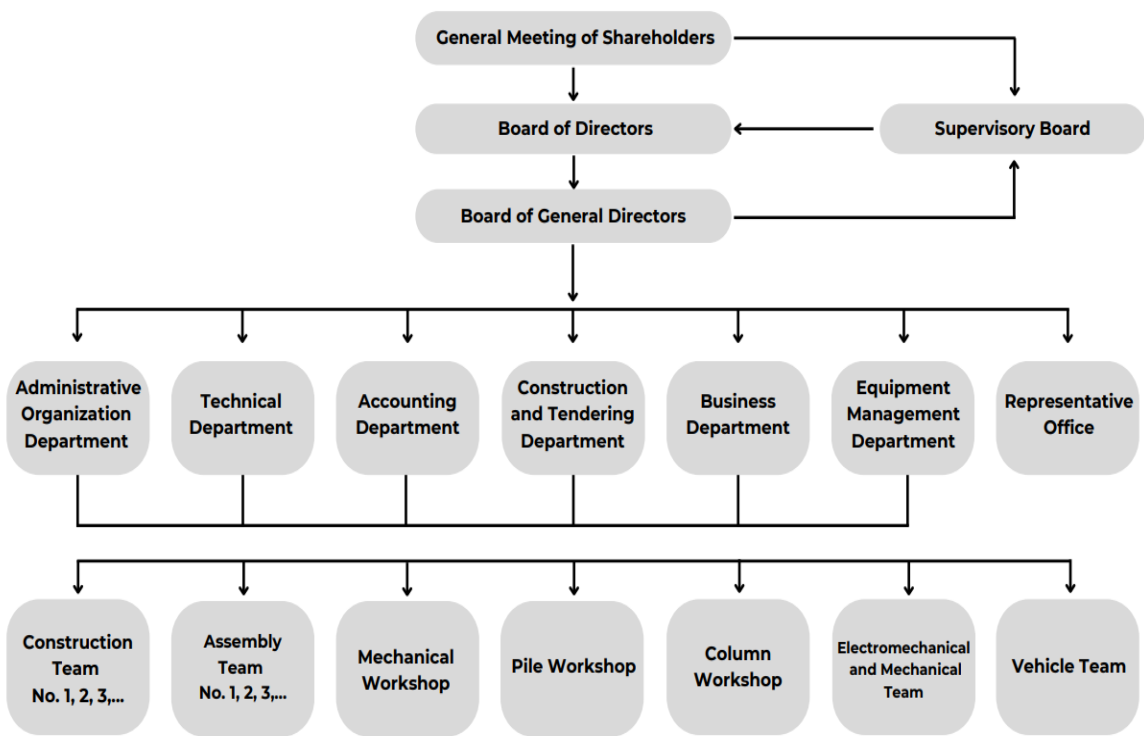 General Meeting of Shareholders
Board of Directors
Supervisory Board
Board of General Directors
Administrative
Organization
Department
Technical
Department
Accounting
Department
Construction
and Tendering
Department
Business
Department
Equipment
Management
Department
Representative
Office
Construction
Team
No. 1, 2, 3,...
Assembly
Team
No. 1, 2, 3,...
Mechanical
Workshop
Pile Workshop
Column
Workshop
Electromechanical
and Mechanical
Team
Vehicle Team